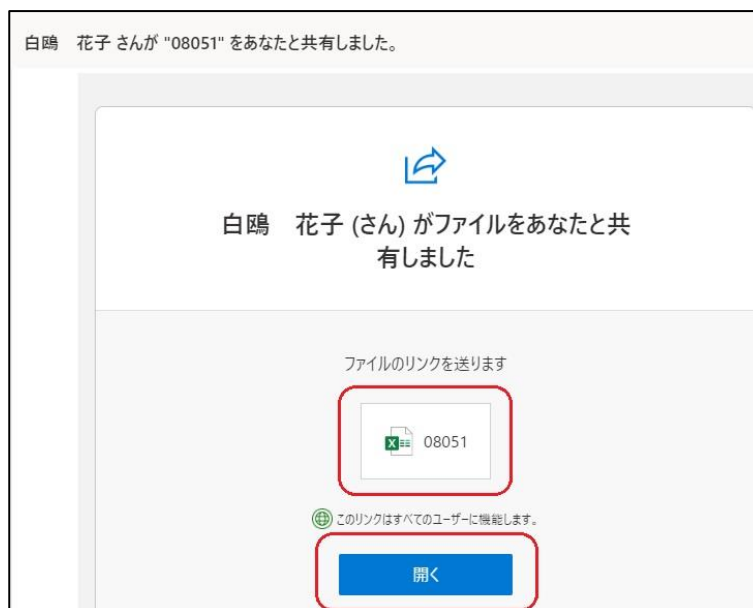 白鴎　花子 さんが "08051" をあなたと共有しました。
白鴎　花子 (さん) がファイルをあなたと共
有しました
ファイルのリンクを送ります
08051
このリンクはすべてのユーザーに機能します。
開く